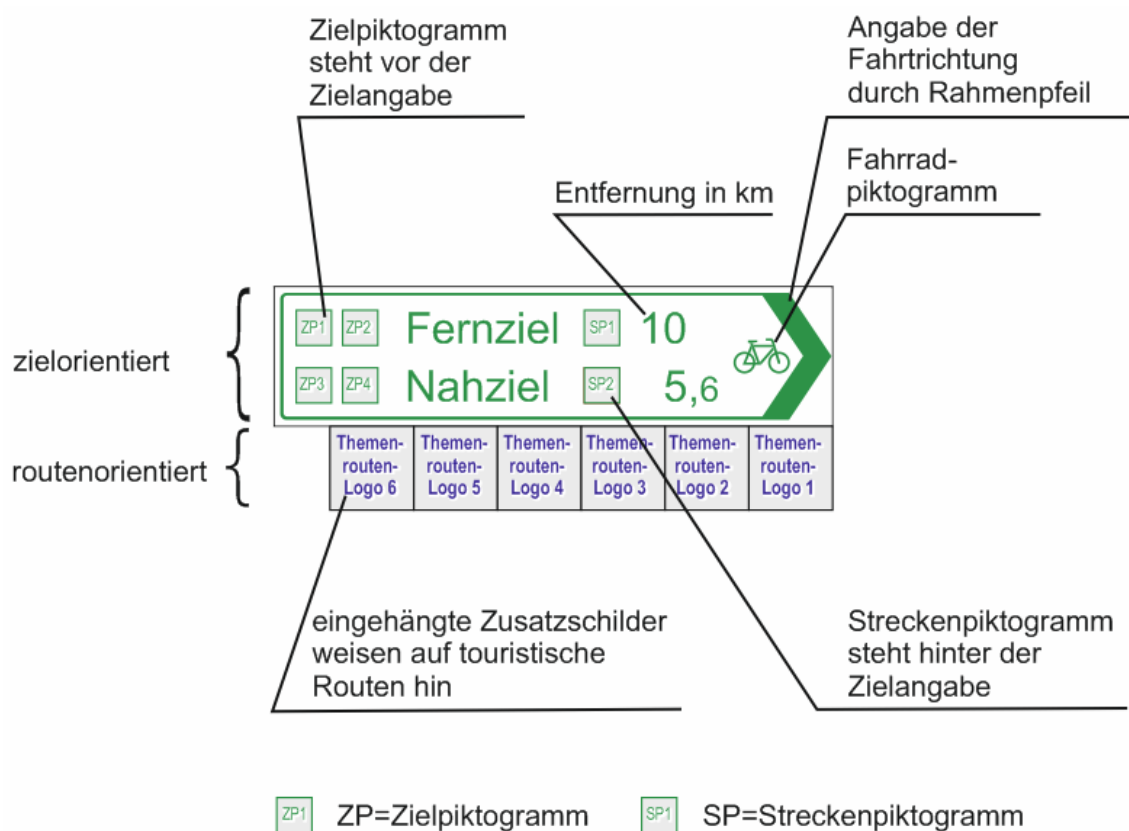 Zielpiktogramm
steht vor der
Zielangabe
Angabe der
Fahrtrichtung
durch Rahmenpfeil
Entfernung in km
Fahrrad-
piktogramm
zielorientiert
ZP1 ZP2 Fernziel SP1 10
ZP3 ZP4 Nahziel SP2 5,6
routenorientiert
Themen-
routen-
Logo 6
Themen-
routen-
Logo 5
Themen-
routen-
Logo 4
Themen-
routen-
Logo 3
Themen-
routen-
Logo 2
Themen-
routen-
Logo 1
eingehängte Zusatzschilder
weisen auf touristische
Routen hin
Streckenpiktogramm
steht hinter der
Zielangabe
ZP1 ZP=Zielpiktogramm
SP1 SP=Streckenpiktogramm